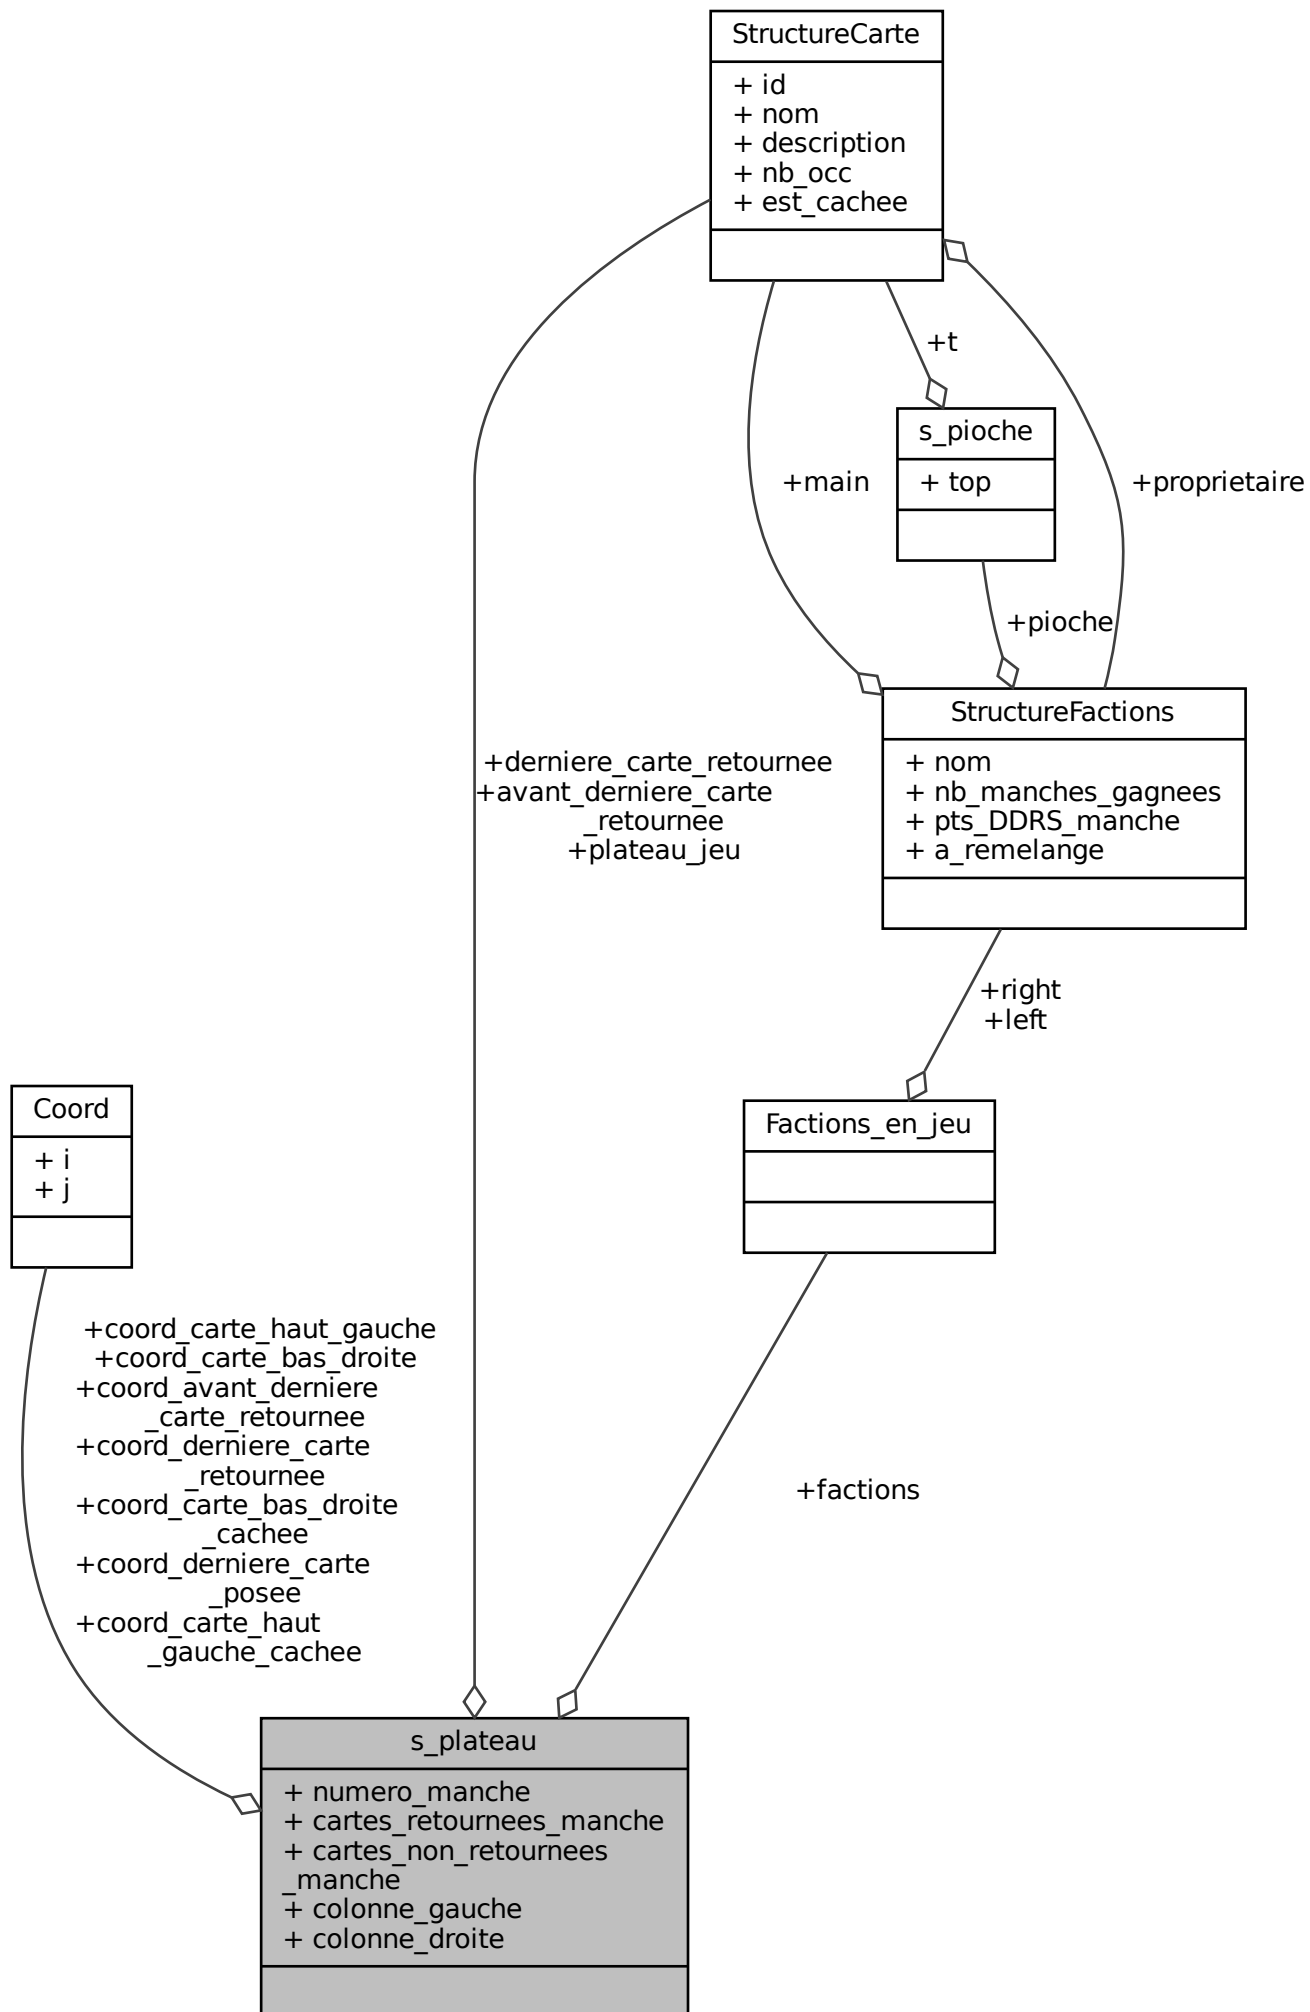 StructureCarte
+ id
+ nom
+ description
+ nb_occ
+ est_cachee
+t
s_pioche
+ top
+main
+proprietaire
+pioche
StructureFactions
+ nom
+ nb_manches_gagnees
+ pts_DDRS_manche
+ a_remelange
+derniere_carte_retournee
+avant_derniere_carte
_retournee
+plateau_jeu
+right
+left
Coord
+ i
+ j
Factions_en_jeu
+coord_carte_haut_gauche
+coord_carte_bas_droite
+coord_avant_derniere
_carte_retournee
+coord_derniere_carte
_retournee
+coord_carte_bas_droite
_cachee
+coord_derniere_carte
_posee
+coord_carte_haut
_gauche_cachee
+factions
s_plateau
+ numero_manche
+ cartes_retournees_manche
+ cartes_non_retournees
_manche
+ colonne_gauche
+ colonne_droite